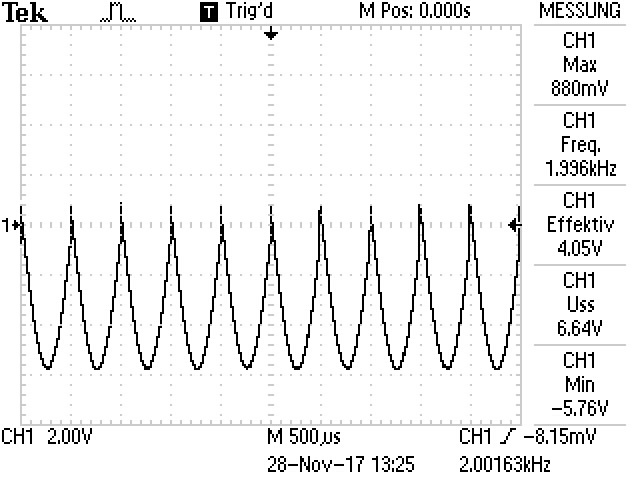 Tek T Trig'd M Pos: 0.000s MESSUNG
CH1
Max
880mV
CH1
Freq.
1.996kHz
CH1
Effektiv
4.05V
CH1
Uss
6.64V
CH1
Min
-5.76V
1
CH1 2.00V M 500µs CH1 -8.15mV
28-Nov-17 13:25 2.00163kHz